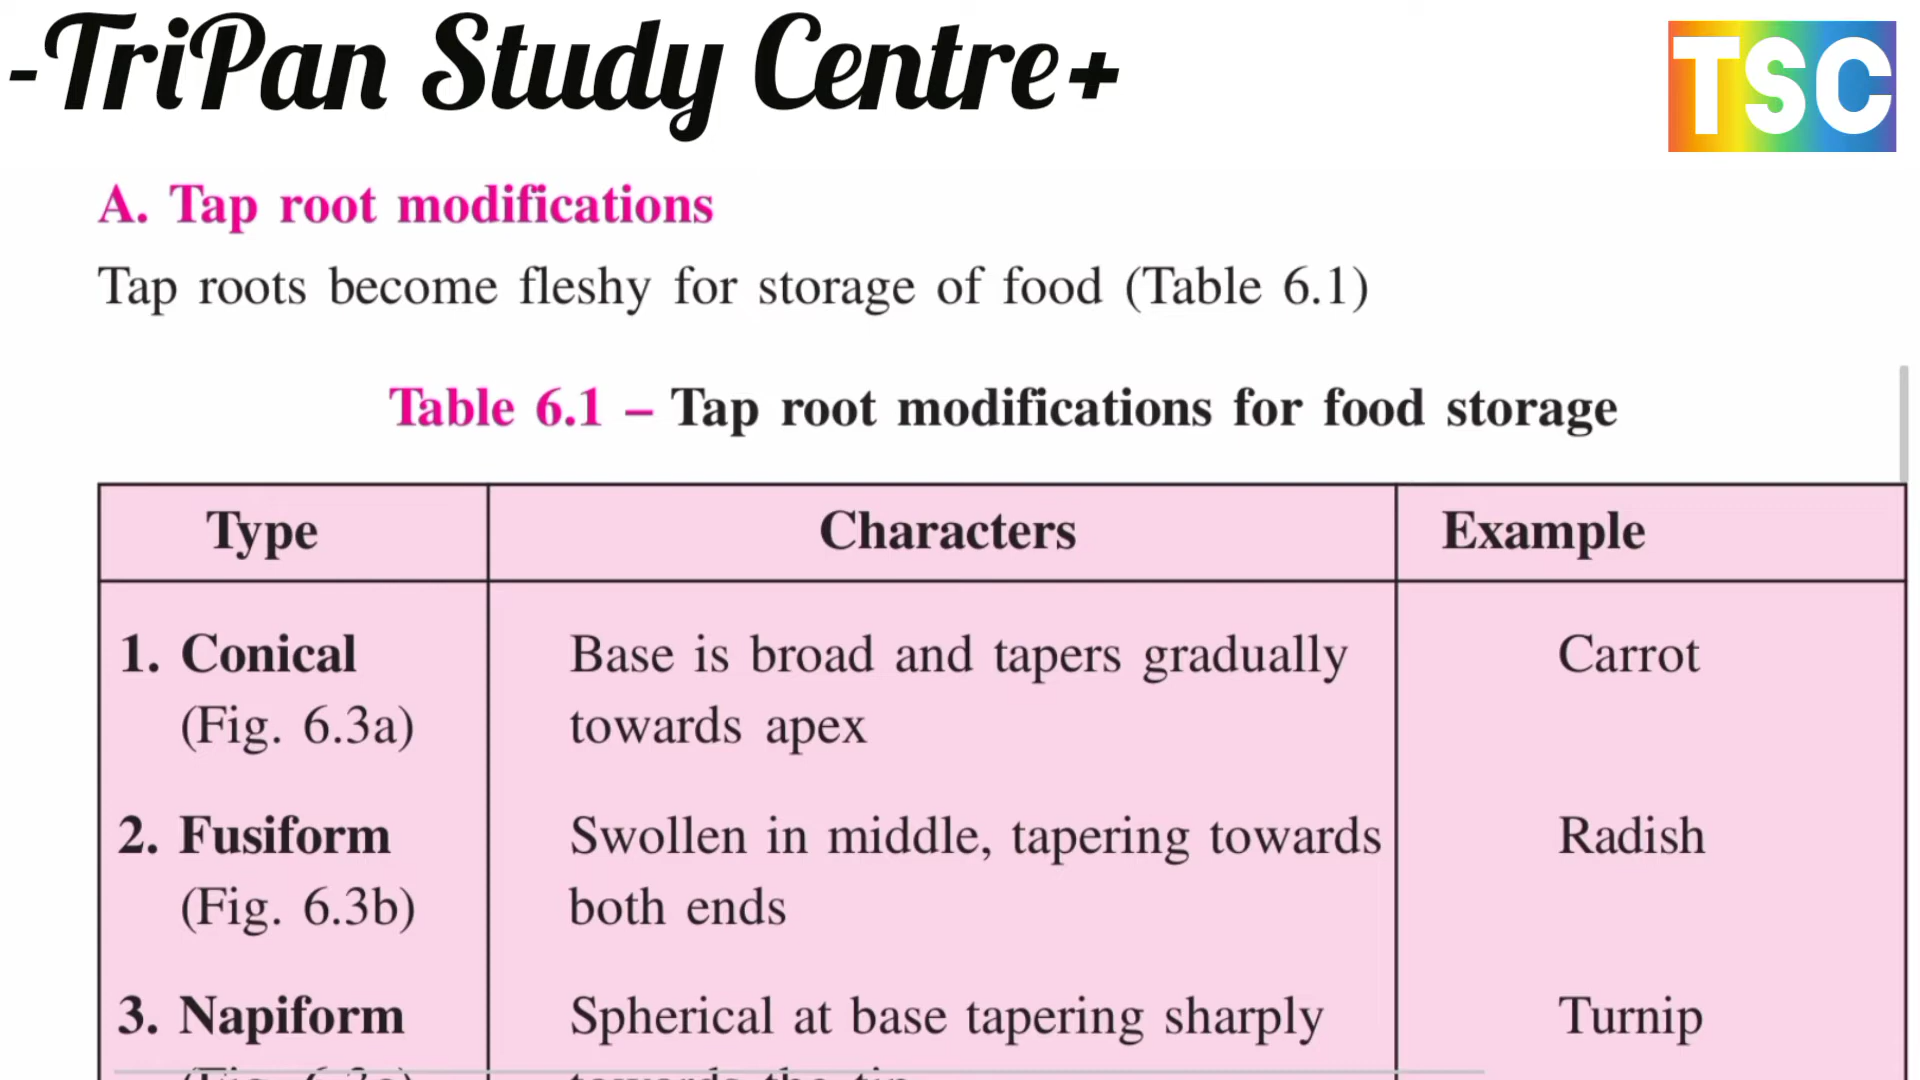 -TriPan Study Centre+
TSC
A. Tap root modifications
Tap roots become fleshy for storage of food (Table 6.1)
Table 6.1 – Tap root modifications for food storage
Type Characters Example
1. Conical Base is broad and tapers gradually Carrot
(Fig. 6.3a) towards apex
2. Fusiform Swollen in middle, tapering towards Radish
(Fig. 6.3b) both ends
3. Napiform Spherical at base tapering sharply Turnip